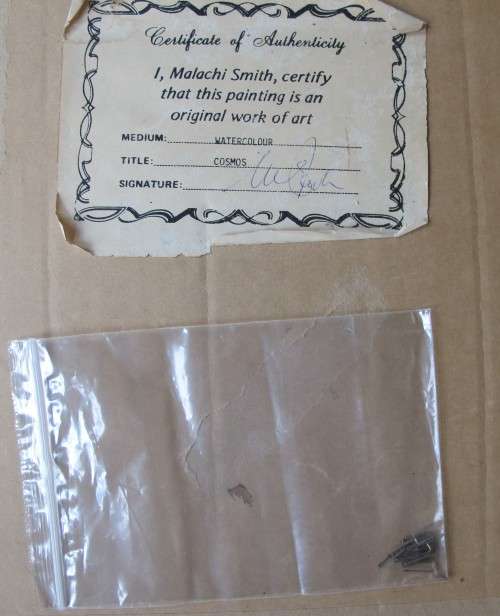 Certificate of Authenticity
I, Malachi Smith, certify
that this painting is an
original work of art
MEDIUM: WATERCOLOUR
TITLE: COSMOS
SIGNATURE: